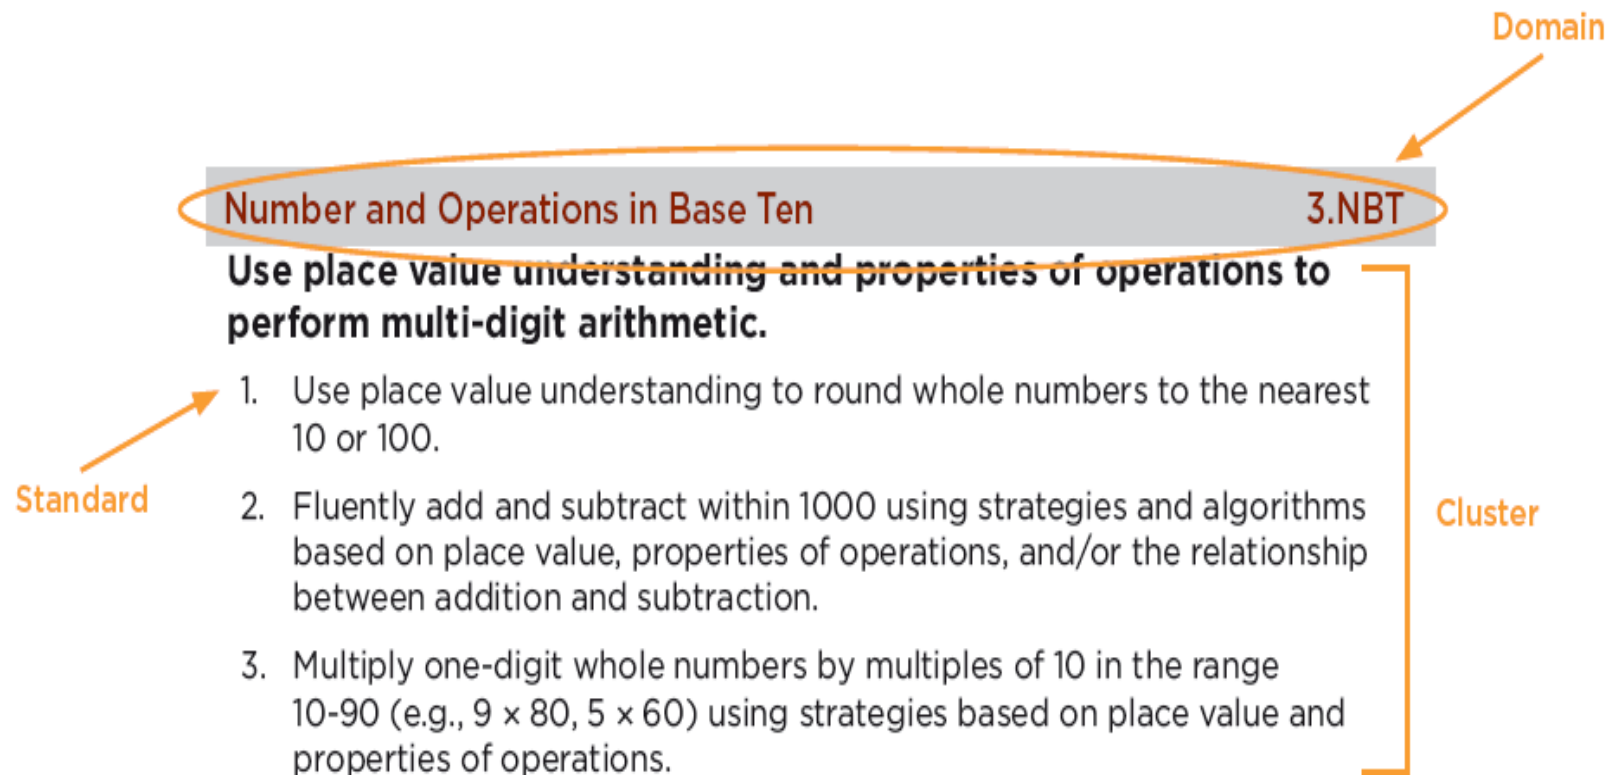 Domain
Number and Operations in Base Ten 3.NBT
Use place value understanding and properties of operations to
perform multi-digit arithmetic.
1. Use place value understanding to round whole numbers to the nearest
10 or 100.
Standard
2. Fluently add and subtract within 1000 using strategies and algorithms
based on place value, properties of operations, and/or the relationship
between addition and subtraction.
Cluster
3. Multiply one-digit whole numbers by multiples of 10 in the range
10-90 (e.g., 9 × 80, 5 × 60) using strategies based on place value and
properties of operations.